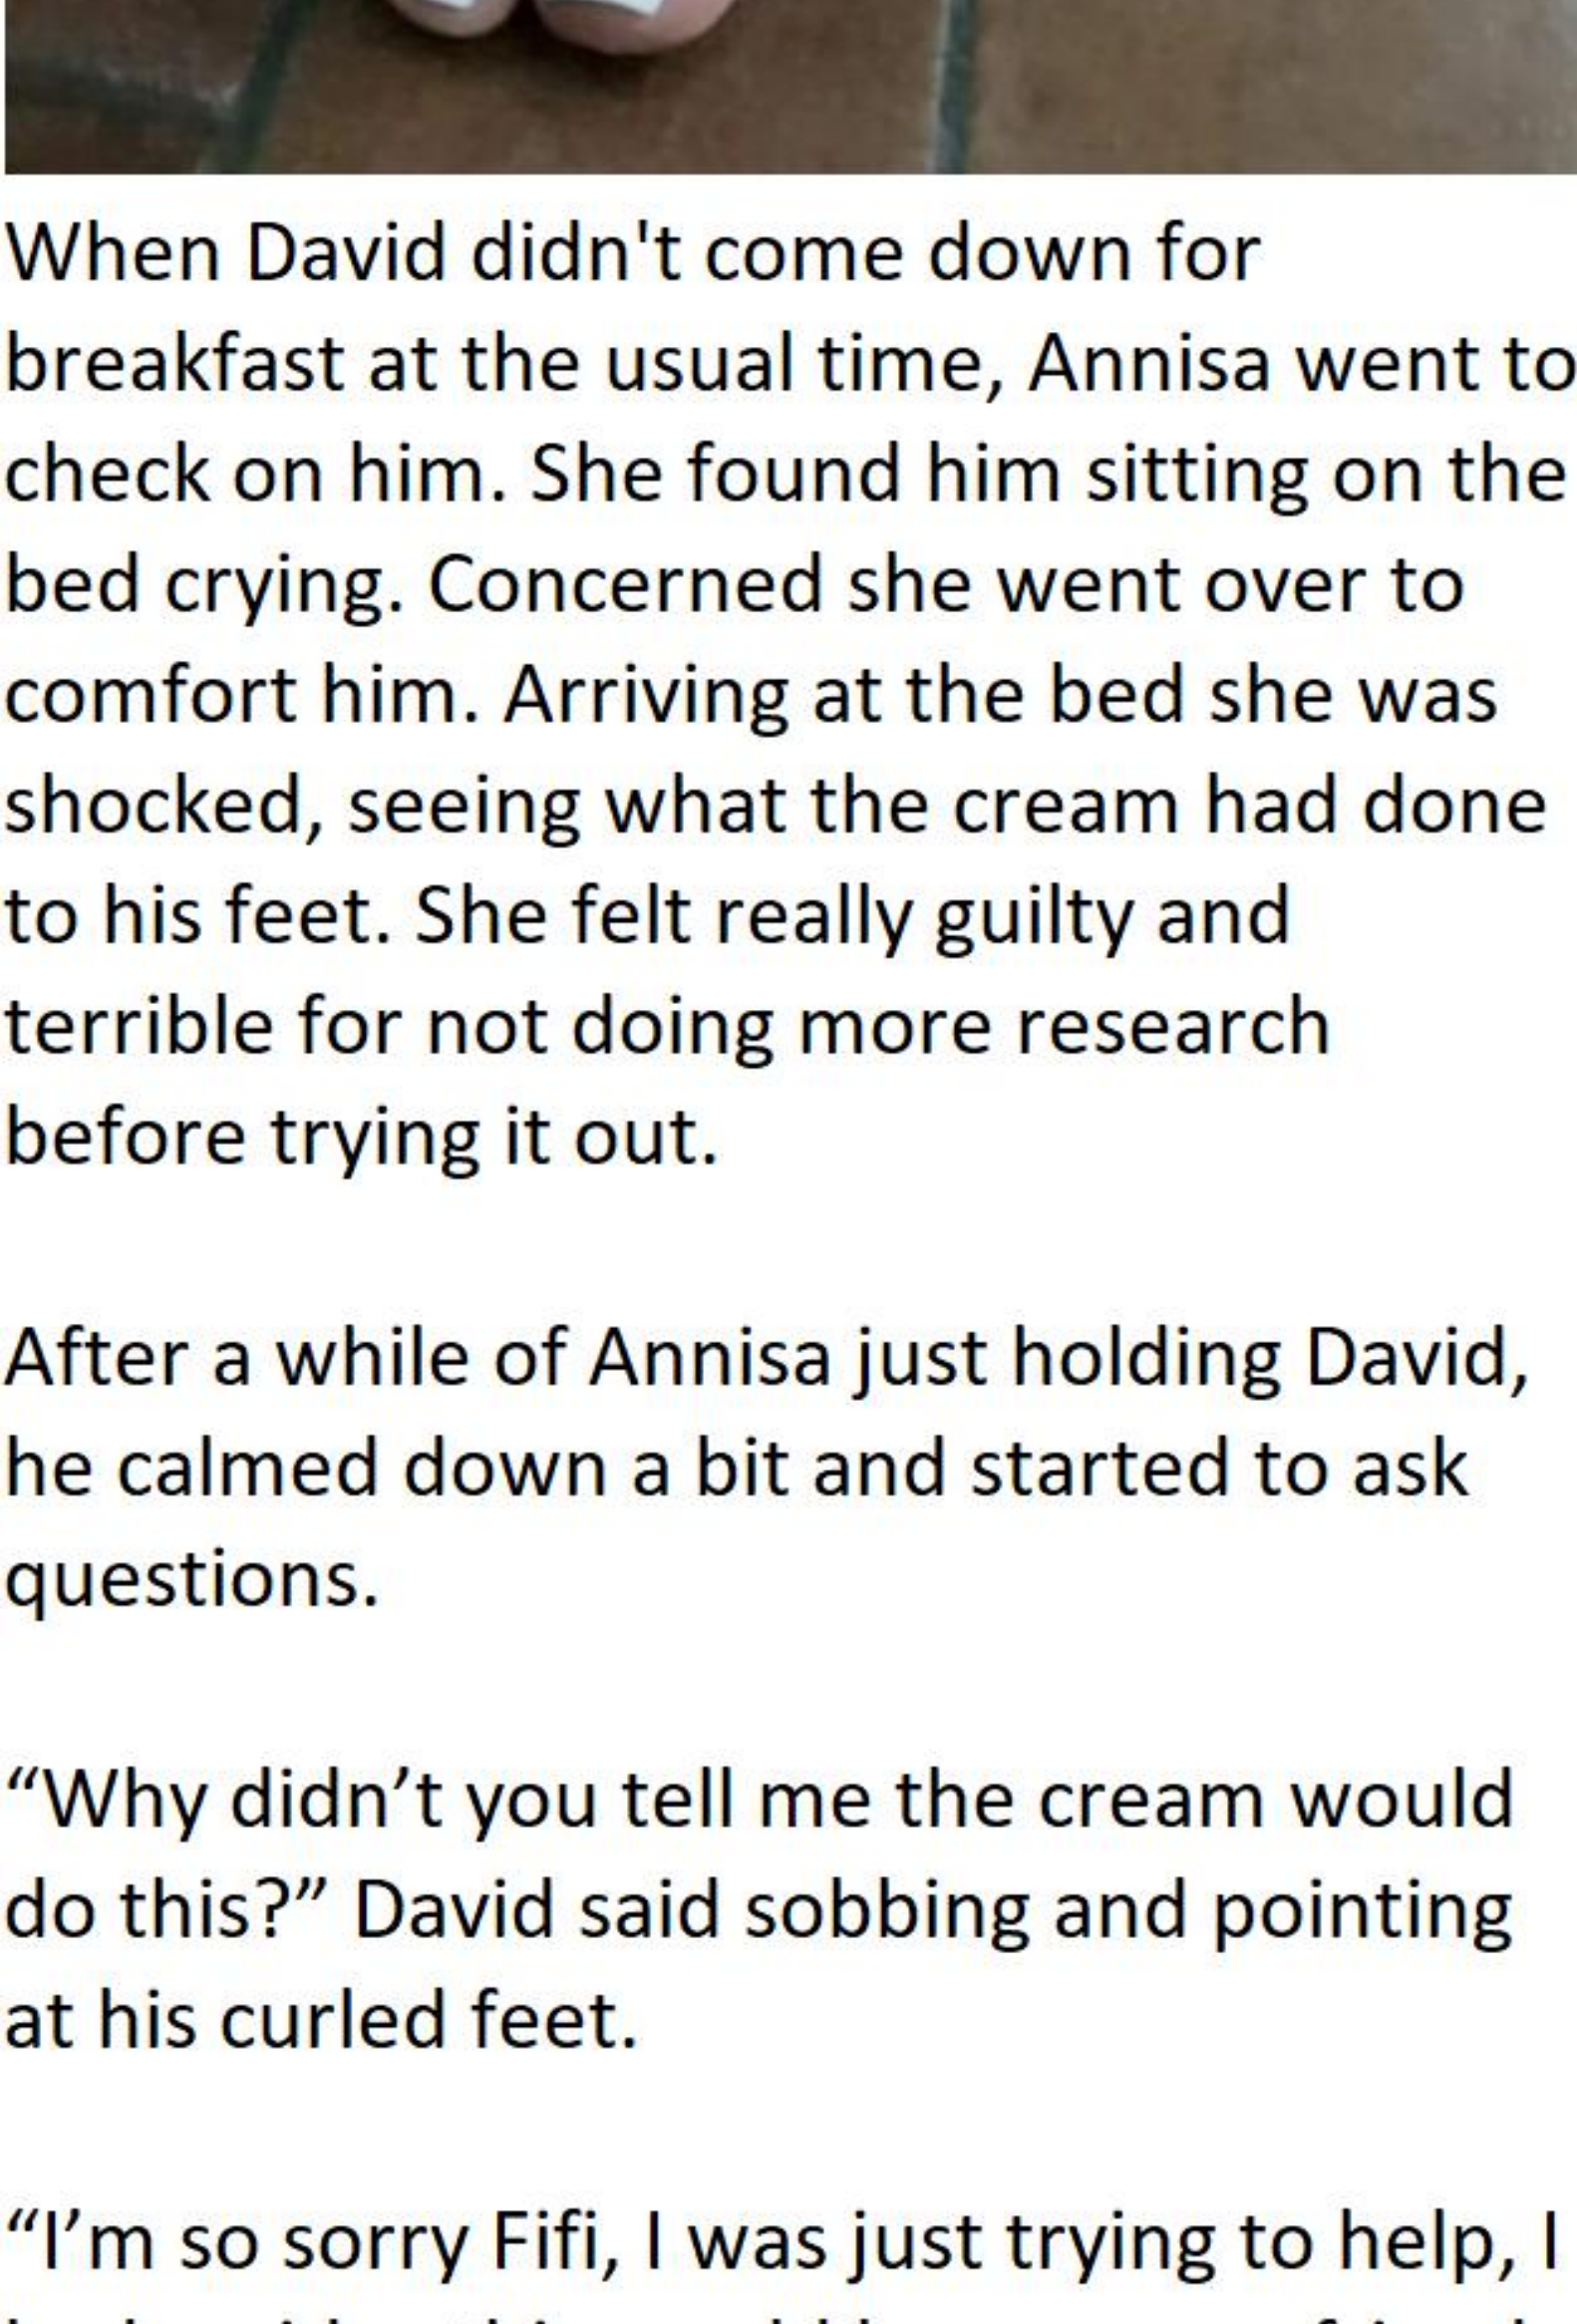 When David didn't come down for
breakfast at the usual time, Annisa went to
check on him. She found him sitting on the
bed crying. Concerned she went over to
comfort him. Arriving at the bed she was
shocked, seeing what the cream had done
to his feet. She felt really guilty and
terrible for not doing more research
before trying it out.
After a while of Annisa just holding David,
he calmed down a bit and started to ask
questions.
“Why didn’t you tell me the cream would
do this?” David said sobbing and pointing
at his curled feet.
“I’m so sorry Fifi, I was just trying to help, I